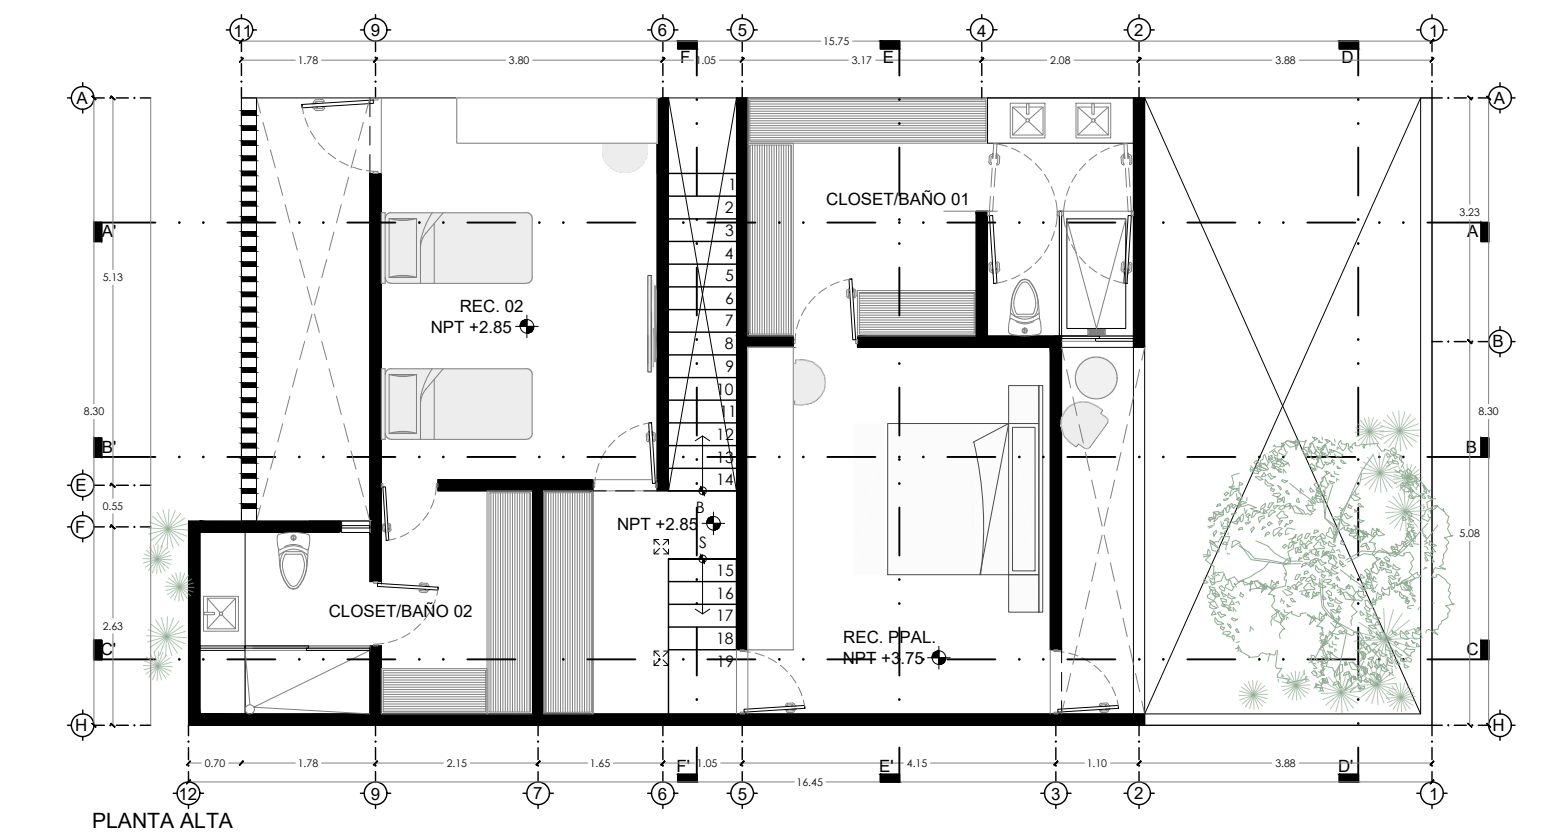 11 9 6 5 4 2 1
15.75
F E D
1.78 3.80 1.05 3.17 2.08 3.88
A A
1
2
CLOSET/BAÑO 01
3.23
A' 3 A
4
5.13 5
REC. 02 6
NPT +2.85 7
8 B
9
10
8.30 11 8.30
12
B' 13 B
14
E
0.55 B
F NPT +2.85
S 5.08
15
16
CLOSET/BAÑO 02 17
2.63 18 REC. PPAL.
C' 19 NPT +3.75 C
H H
0.70 1.78 2.15 1.65 F' 1.05 E' 4.15 1.10 3.88 D'
16.45
12 9 7 6 5 3 2 1
PLANTA ALTA